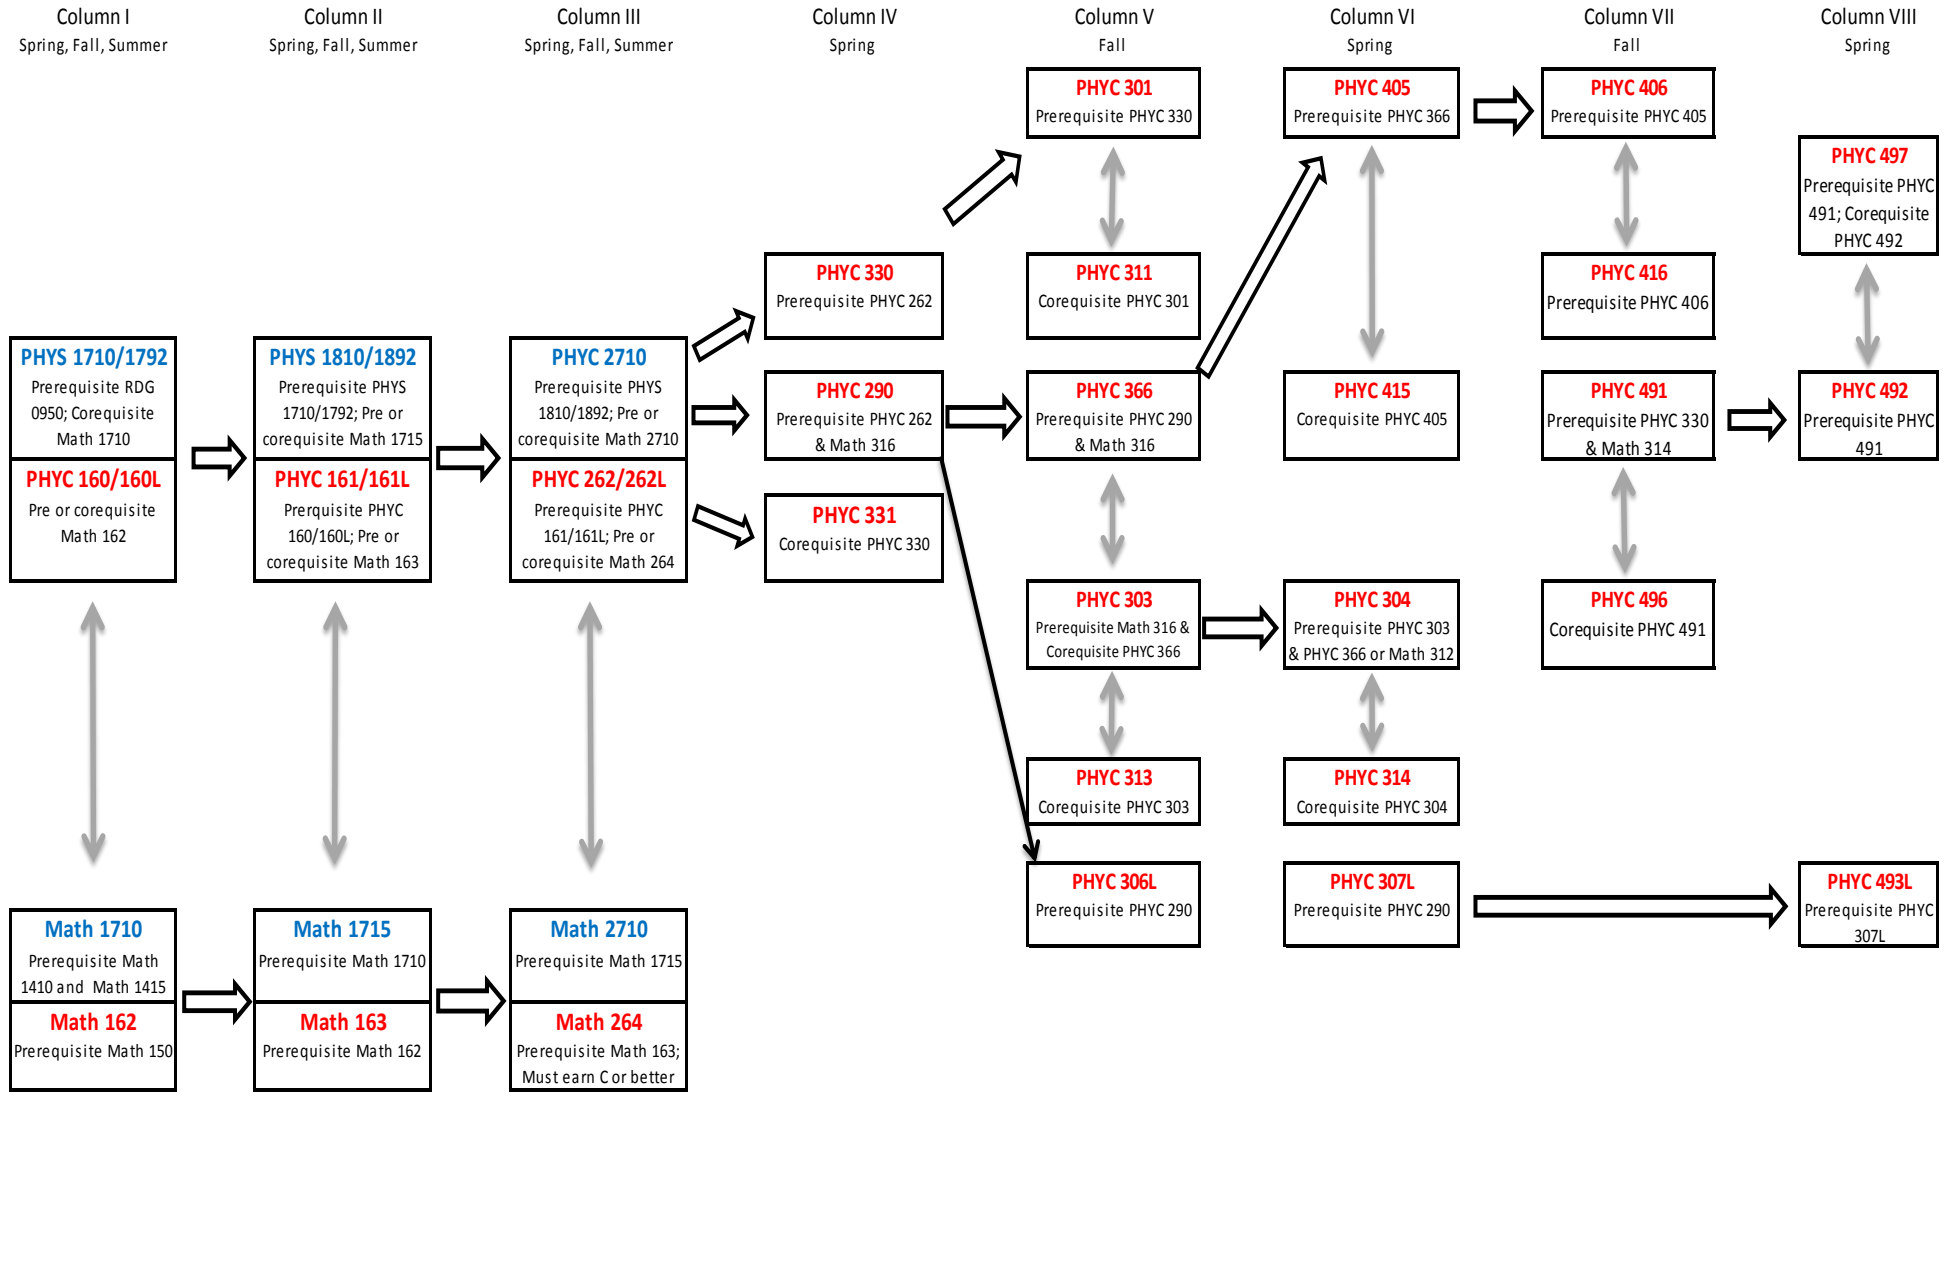 Column I
Spring, Fall, Summer
Column II
Spring, Fall, Summer
Column III
Spring, Fall, Summer
Column IV
Spring
Column V
Fall
Column VI
Spring
Column VII
Fall
Column VIII
Spring
PHYS 1710/1792
Prerequisite RDG
0950; Corequisite
Math 1710
PHYC 160/160L
Pre or corequisite
Math 162
Math 1710
Prerequisite Math
1410 and Math 1415
Math 162
Prerequisite Math 150
PHYS 1810/1892
Prerequisite PHYS
1710/1792; Pre or
corequisite Math 1715
PHYC 161/161L
Prerquisite PHYC
160/160L; Pre or
corequisite Math 163
Math 1715
Prerequisite Math 1710
Math 163
Prerequisite Math 162
PHYC 2710
Prerequisite PHYS
1810/1892; Pre or
corequisite Math 2710
PHYC 262/262L
Prerequisite PHYC
161/161L; Pre or
corequisite Math 264
Math 2710
Prerequisite Math 1715
Math 264
Prerequisite Math 163;
Must earn C or better
PHYC 330
Prerequisite PHYC 262
PHYC 290
Prerequisite PHYC 262
& Math 316
PHYC 331
Corequisite PHYC 330
PHYC 301
Prerequisite PHYC 330
PHYC 311
Corequisite PHYC 301
PHYC 366
Prerequisite PHYC 290
& Math 316
PHYC 303
Prerequisite Math 316 &
Corequisite PHYC 366
PHYC 313
Corequisite PHYC 303
PHYC 306L
Prerequisite PHYC 290
PHYC 405
Prerequisite PHYC 366
PHYC 415
Corequisite PHYC 405
PHYC 304
Prerequisite PHYC 303
& PHYC 366 or Math 312
PHYC 314
Corequisite PHYC 304
PHYC 307L
Prerequisite PHYC 290
PHYC 406
Prerequisite PHYC 405
PHYC 416
Prerequisite PHYC 406
PHYC 491
Prerequisite PHYC 330
& Math 314
PHYC 496
Corequisite PHYC 491
PHYC 497
Prerequisite PHYC
491; Corequisite
PHYC 492
PHYC 492
Prerequisite PHYC
491
PHYC 493L
Prerequisite PHYC
307L